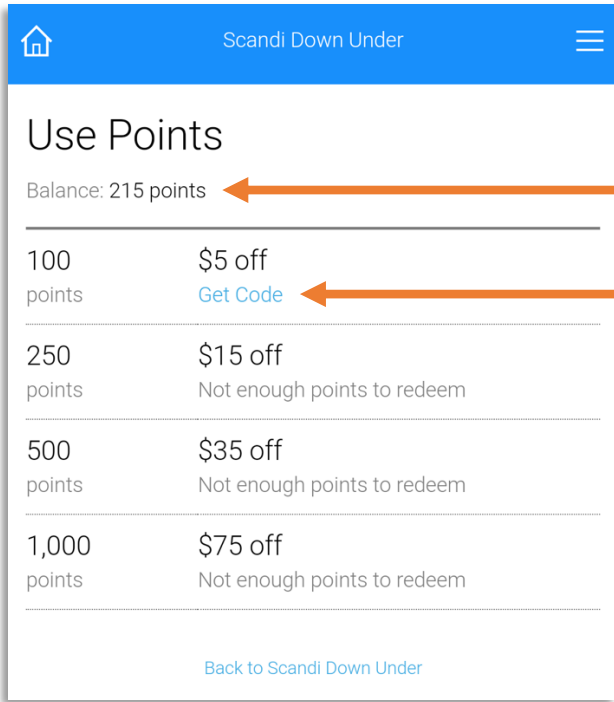 Scandi Down Under
Use Points
Balance: 215 points
100 $5 off
points Get Code
250 $15 off
points Not enough points to redeem
500 $35 off
points Not enough points to redeem
1,000 $75 off
points Not enough points to redeem
Back to Scandi Down Under